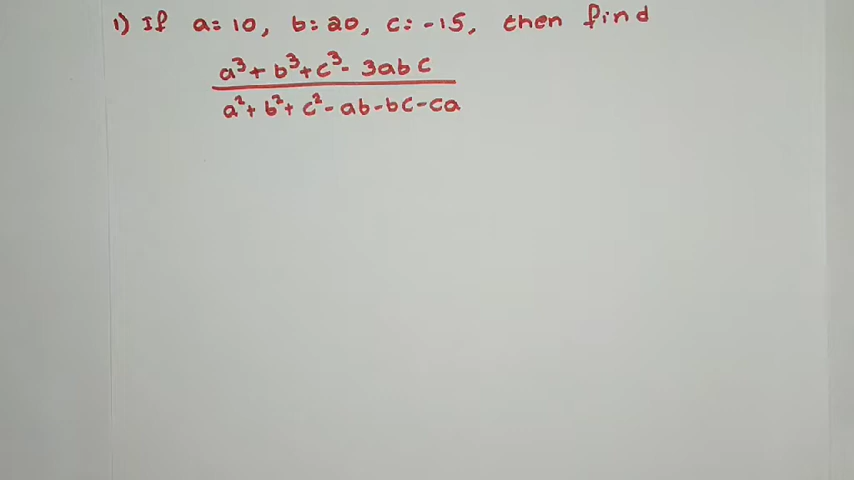 1) If a=10, b=20, c=-15, then find
a³+b³+c³-3abc
a²+b²+c²-ab-bc-ca